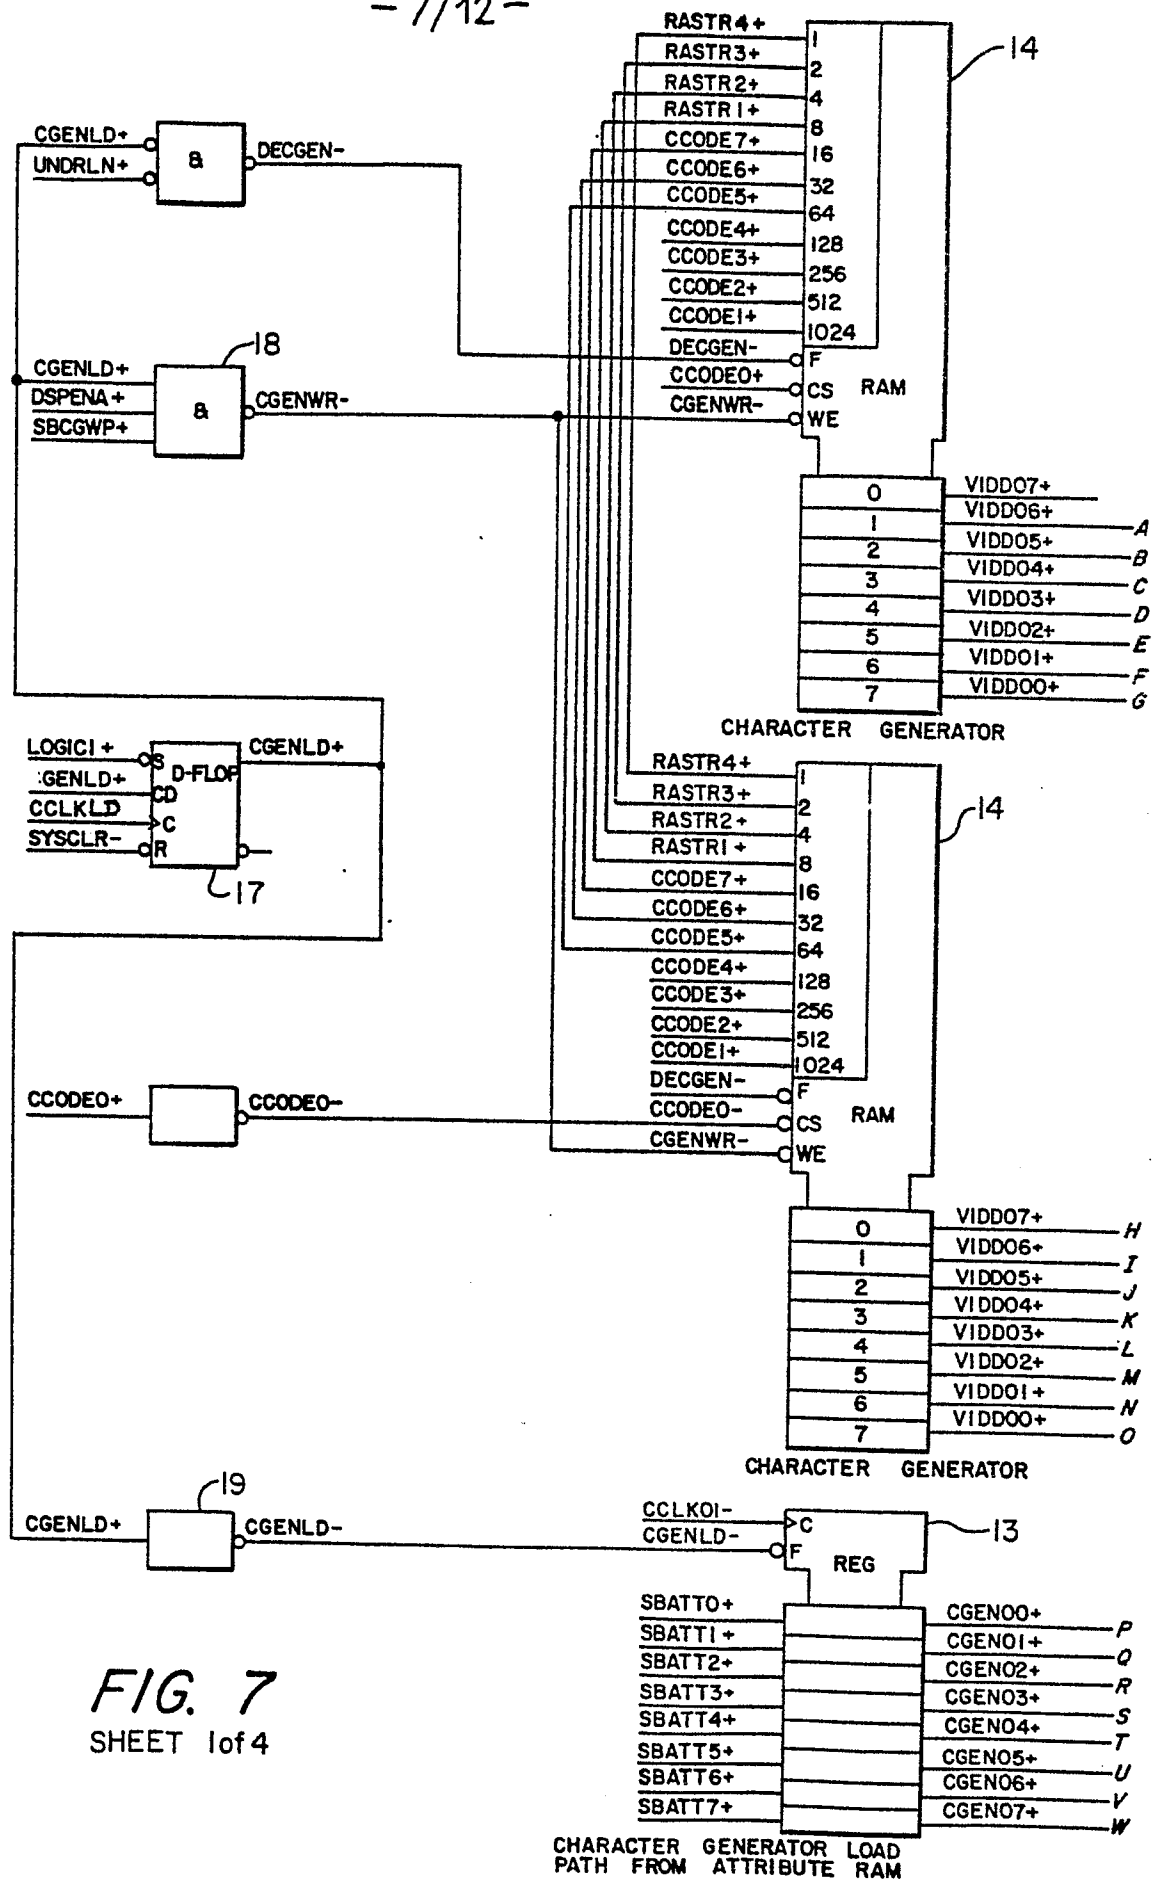 - 7/12 -
RASTR4+
1
14
RASTR3+
2
RASTR2+
4
RASTR1+
8
CCODE7+
16
CCODE6+
32
CCODE5+
64
CCODE4+
128
CCODE3+
256
CCODE2+
512
CCODE1+
1024
DECGEN-
F
CCODE0+
CS
RAM
CGENWR-
WE
CGENLD+
UNDRLN+
&
DECGEN-
18
CGENLD+
DSPENA+
SBCGWP+
&
CGENWR-
0 VIDD07+
1 VIDD06+ A
2 VIDD05+ B
3 VIDD04+ C
4 VIDD03+ D
5 VIDD02+ E
6 VIDD01+ F
7 VIDD00+ G
CHARACTER GENERATOR
LOGIC1+
S
D-FLOP
CGENLD+
:GENLD+
CD
CCLKLD
C
SYSCLR-
R
17
RASTR4+
1
14
RASTR3+
2
RASTR2+
4
RASTR1+
8
CCODE7+
16
CCODE6+
32
CCODE5+
64
CCODE4+
128
CCODE3+
256
CCODE2+
512
CCODE1+
1024
DECGEN-
F
CCODE0-
CS
RAM
CGENWR-
WE
CCODE0+
CCODE0-
0 VIDD07+ H
1 VIDD06+ I
2 VIDD05+ J
3 VIDD04+ K
4 VIDD03+ L
5 VIDD02+ M
6 VIDD01+ N
7 VIDD00+ O
CHARACTER GENERATOR
19
CGENLD+
CGENLD-
CCLK01-
C
13
CGENLD-
F
REG
SBATT0+ CGEN00+ P
SBATT1+ CGEN01+ Q
SBATT2+ CGEN02+ R
SBATT3+ CGEN03+ S
SBATT4+ CGEN04+ T
SBATT5+ CGEN05+ U
SBATT6+ CGEN06+ V
SBATT7+ CGEN07+ W
CHARACTER GENERATOR LOAD
PATH FROM ATTRIBUTE RAM
FIG. 7
SHEET 1of4